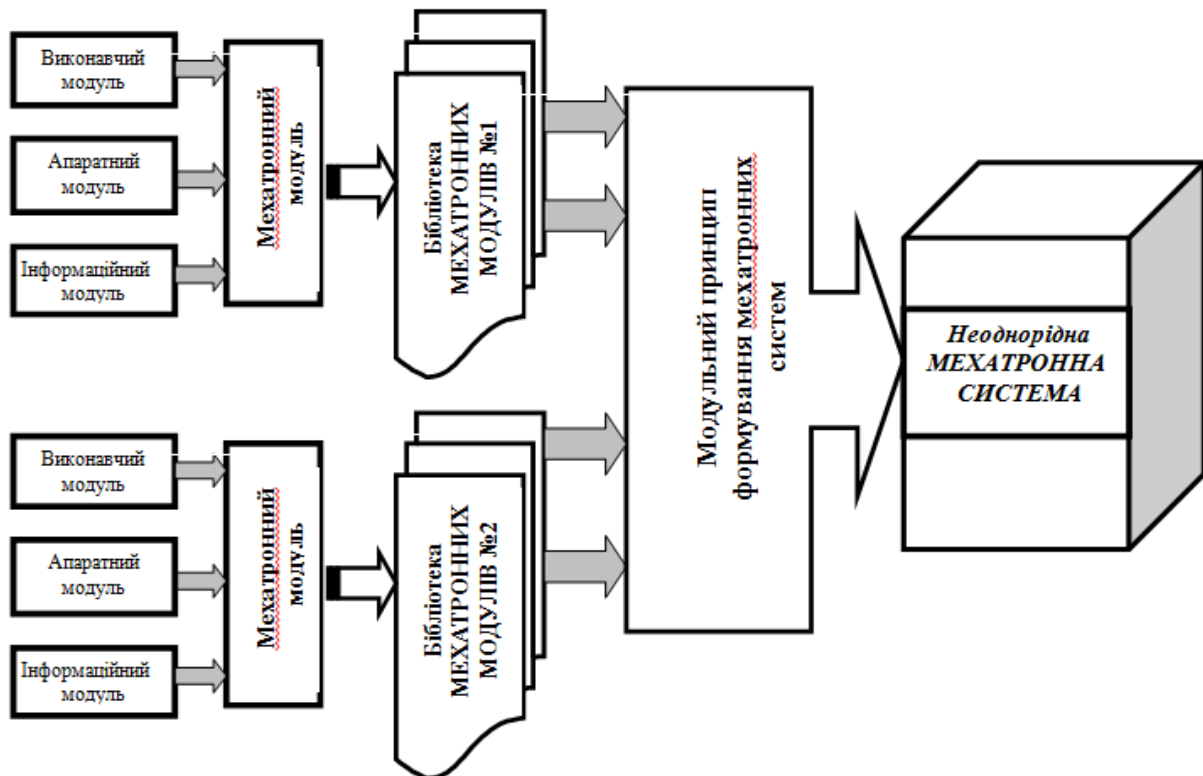 Виконавчий
модуль
Апаратний
модуль
Інформаційний
модуль
Мехатронний
модуль
Бібліотека
МЕХАТРОННИХ
МОДУЛІВ №1
Виконавчий
модуль
Апаратний
модуль
Інформаційний
модуль
Мехатронний
модуль
Бібліотека
МЕХАТРОННИХ
МОДУЛІВ №2
Модульний принцип
формування мехатронних
систем
Неоднорідна
МЕХАТРОННА
СИСТЕМА